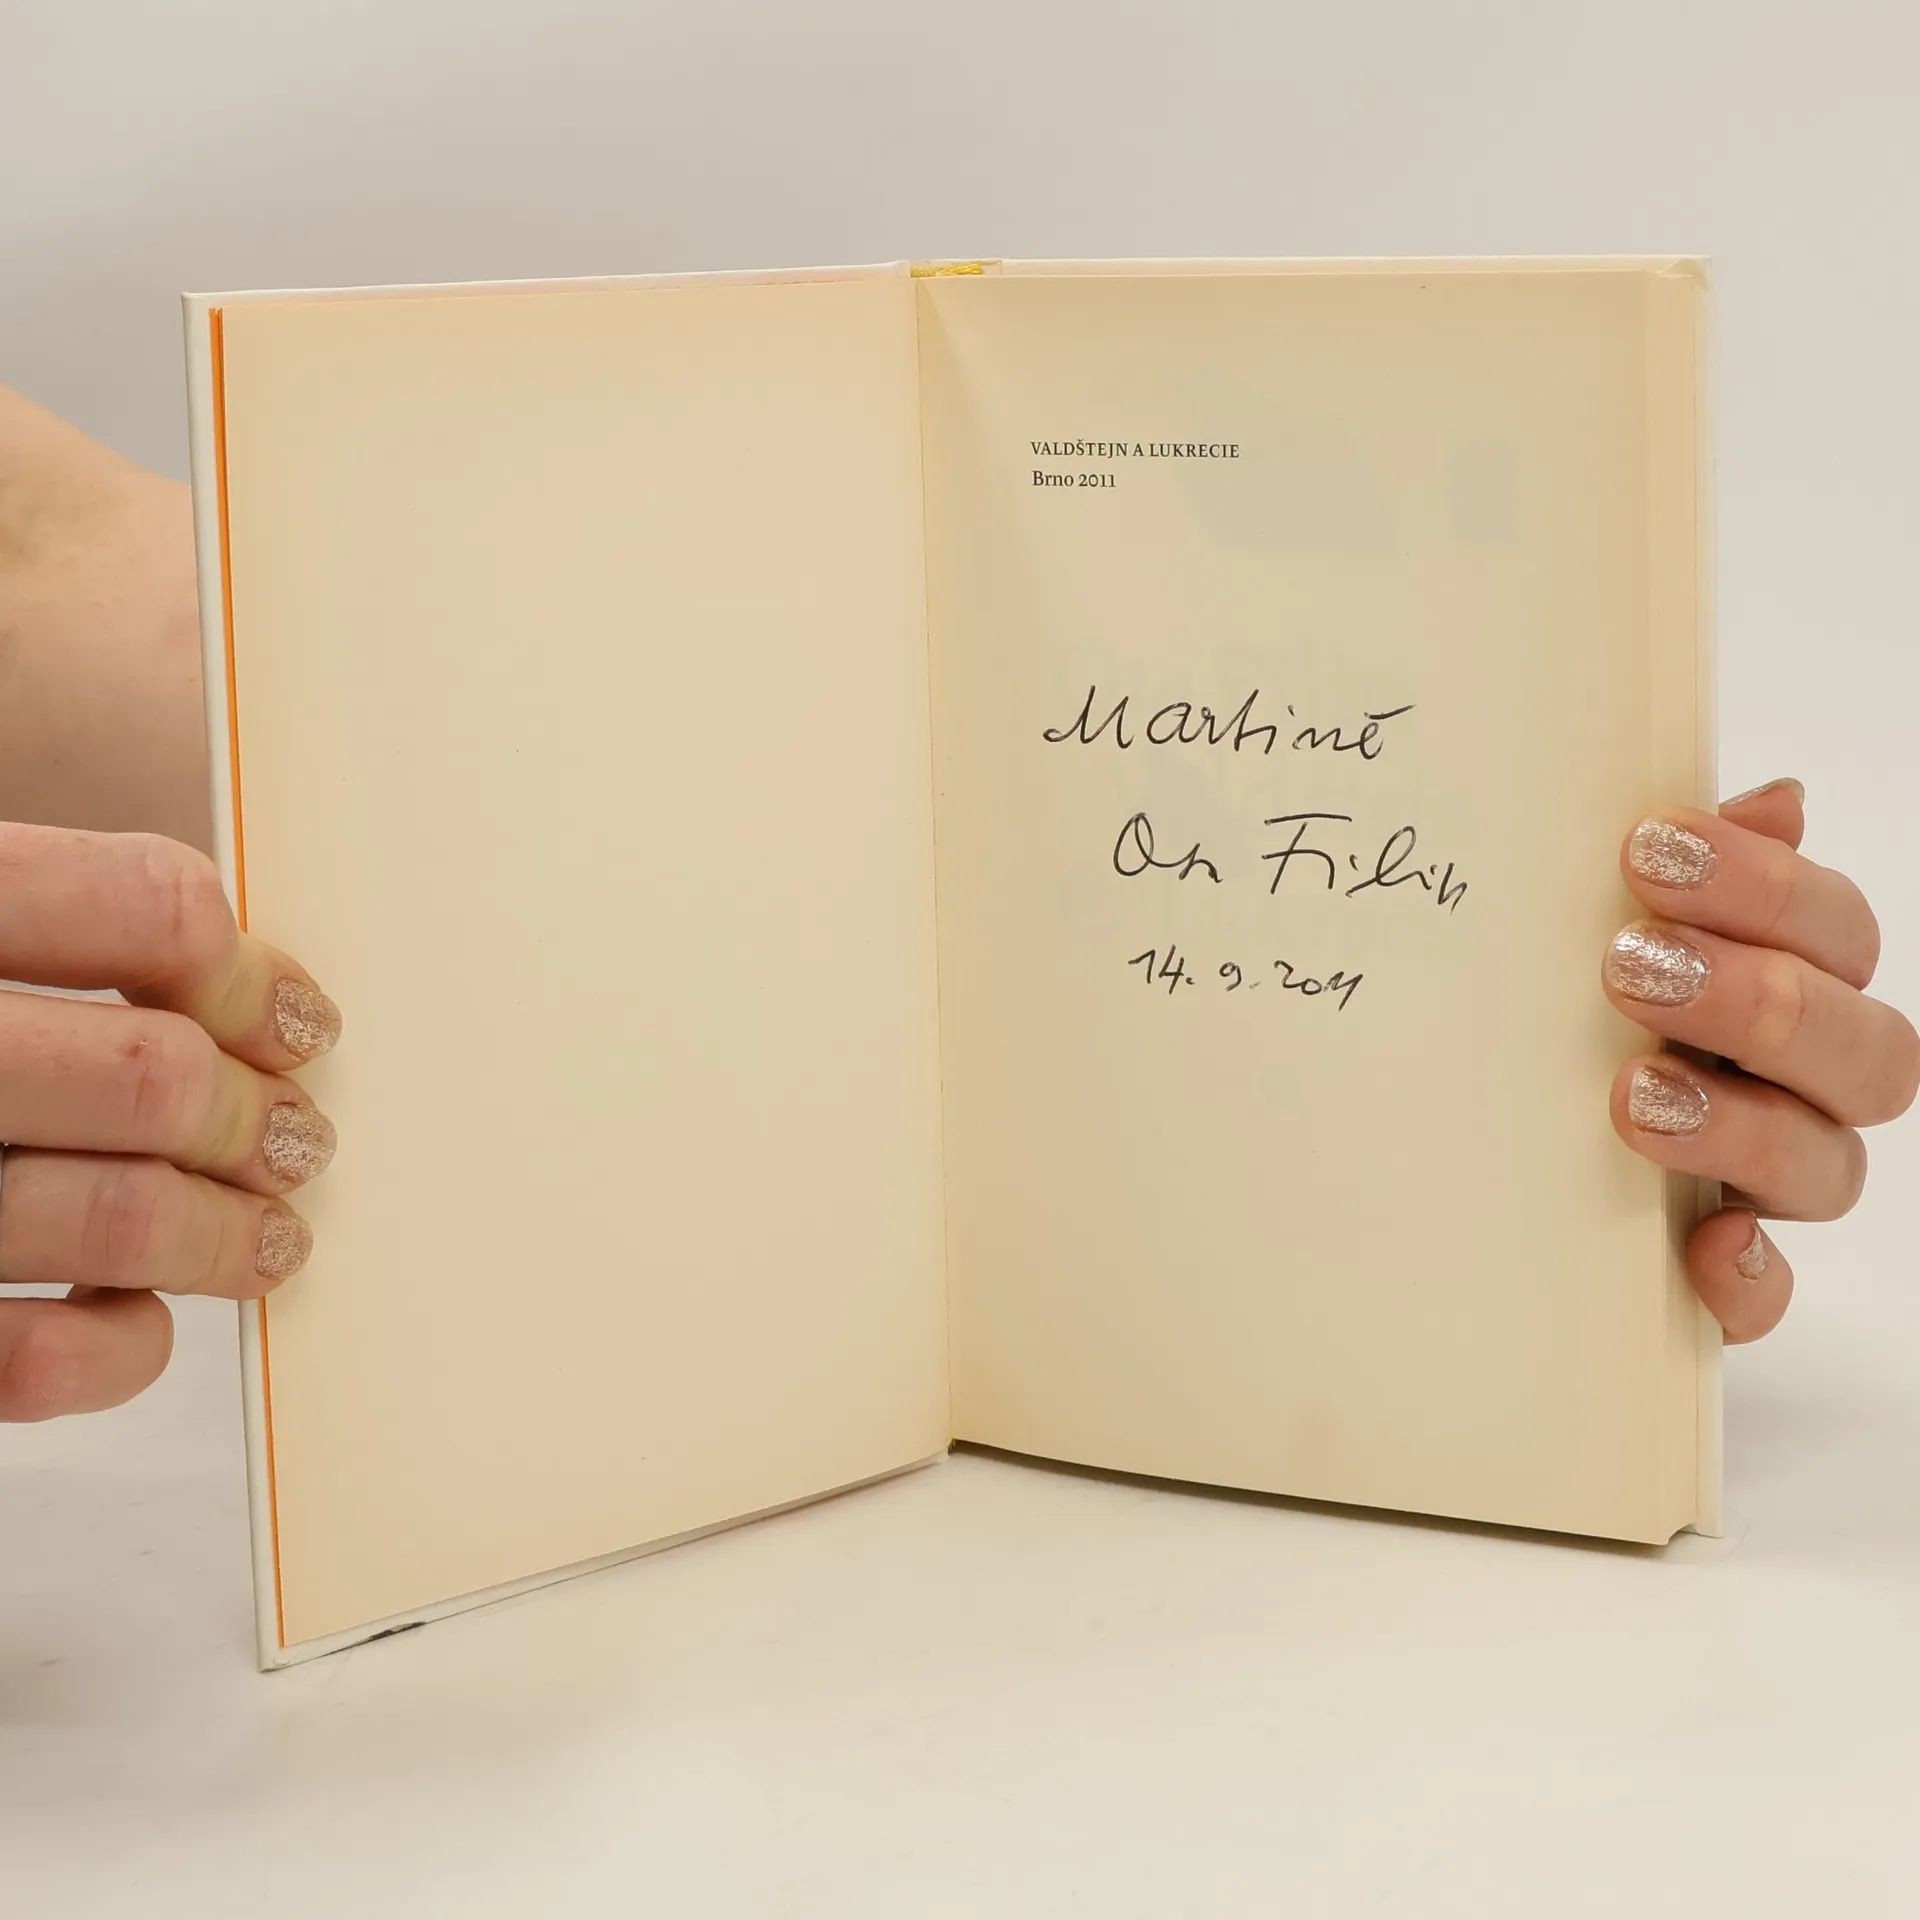 VALDŠTEJN A LUKRECIE
Brno 2011
Martině
Ota Filip
14. 9. 2011